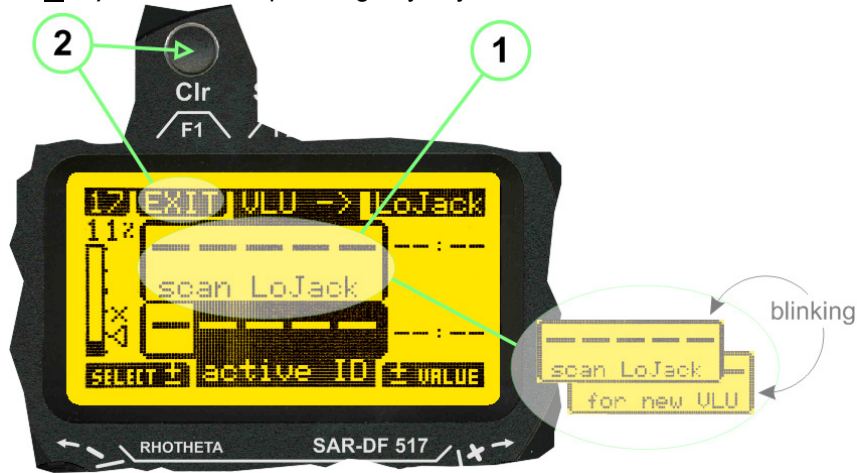 2
1
Clr
F1
17 EXIT VLU -> LoJack
11%
-- : --
scan LoJack
X
-- : --
SELECT ± active ID ± VALUE
blinking
scan LoJack
for new VLU
RHOTHETA SAR-DF 517